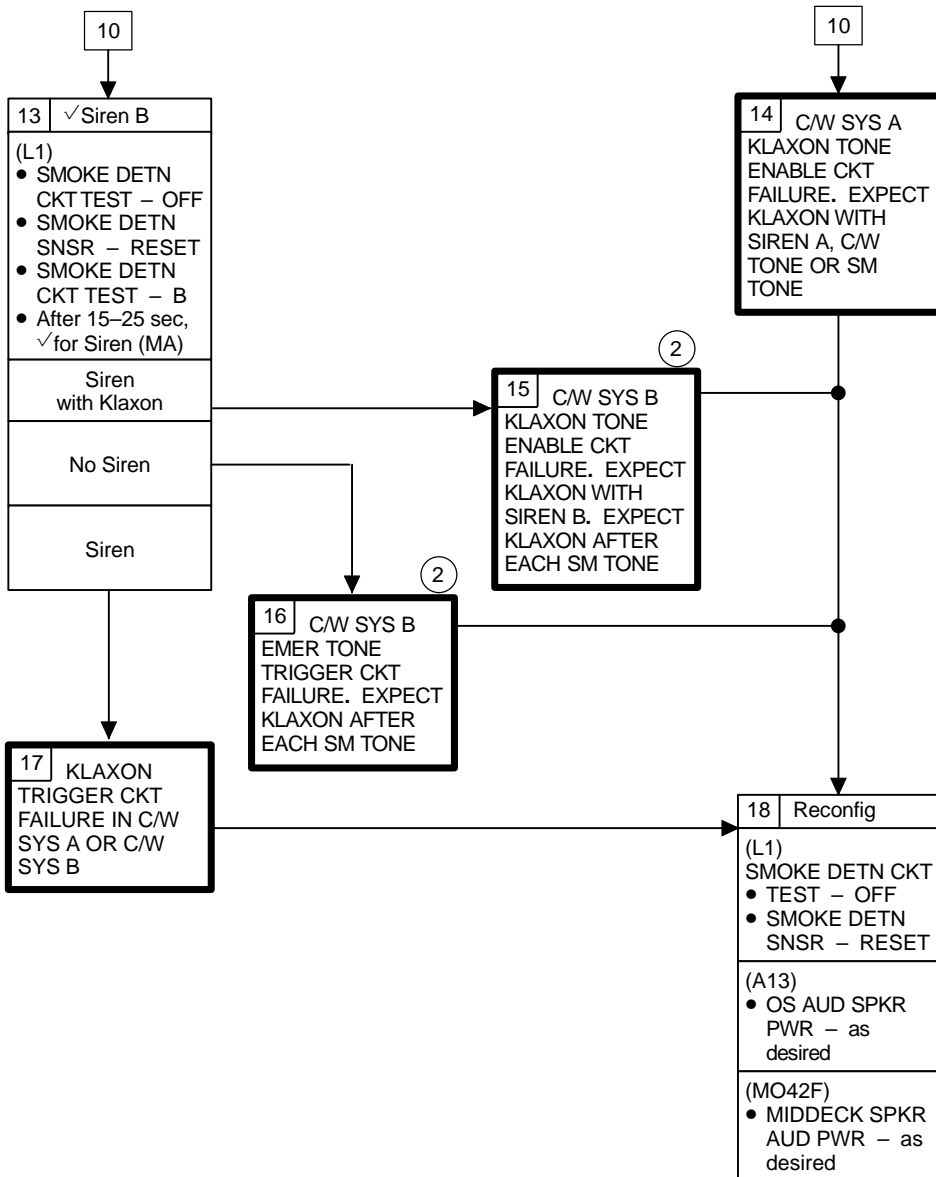 10
13 √Siren B
(L1)
• SMOKE DETN
CKT TEST – OFF
• SMOKE DETN
SNSR – RESET
• SMOKE DETN
CKT TEST – B
• After 15–25 sec,
√for Siren (MA)
Siren
with Klaxon
No Siren
Siren
10
14 C/W SYS A
KLAXON TONE
ENABLE CKT
FAILURE. EXPECT
KLAXON WITH
SIREN A, C/W
TONE OR SM
TONE
2
15 C/W SYS B
KLAXON TONE
ENABLE CKT
FAILURE. EXPECT
KLAXON WITH
SIREN B. EXPECT
KLAXON AFTER
EACH SM TONE
2
16 C/W SYS B
EMER TONE
TRIGGER CKT
FAILURE. EXPECT
KLAXON AFTER
EACH SM TONE
17 KLAXON
TRIGGER CKT
FAILURE IN C/W
SYS A OR C/W
SYS B
18 Reconfig
(L1)
SMOKE DETN CKT
• TEST – OFF
• SMOKE DETN
SNSR – RESET
(A13)
• OS AUD SPKR
PWR – as
desired
(MO42F)
• MIDDECK SPKR
AUD PWR – as
desired